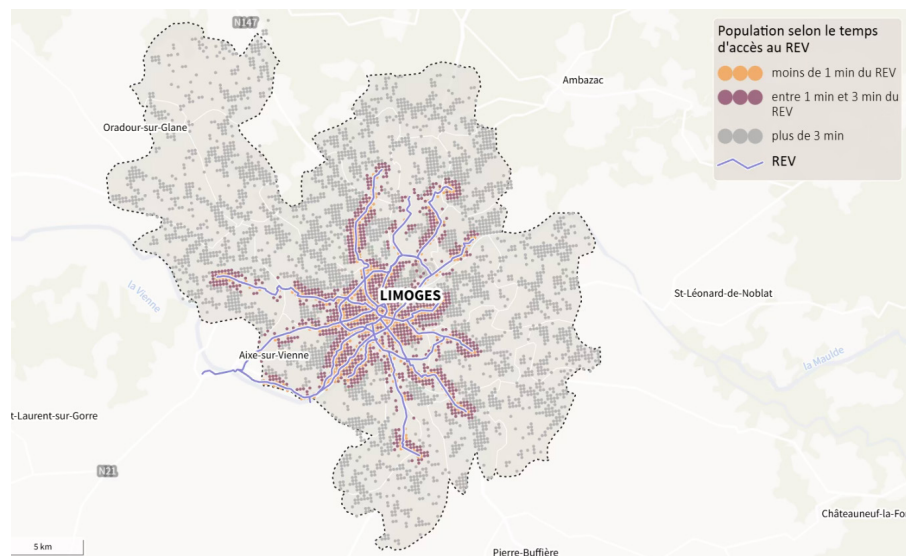 N147
Population selon le temps
d'accès au REV
moins de 1 min du REV
entre 1 min et 3 min du
REV
plus de 3 min
REV
Ambazac
Oradour-sur-Glane
la Vienne
LIMOGES
St-Léonard-de-Noblat
Aixe-sur-Vienne
la Maulde
t-Laurent-sur-Gorre
N21
Châteauneuf-la-Fo
5 km
Pierre-Buffière